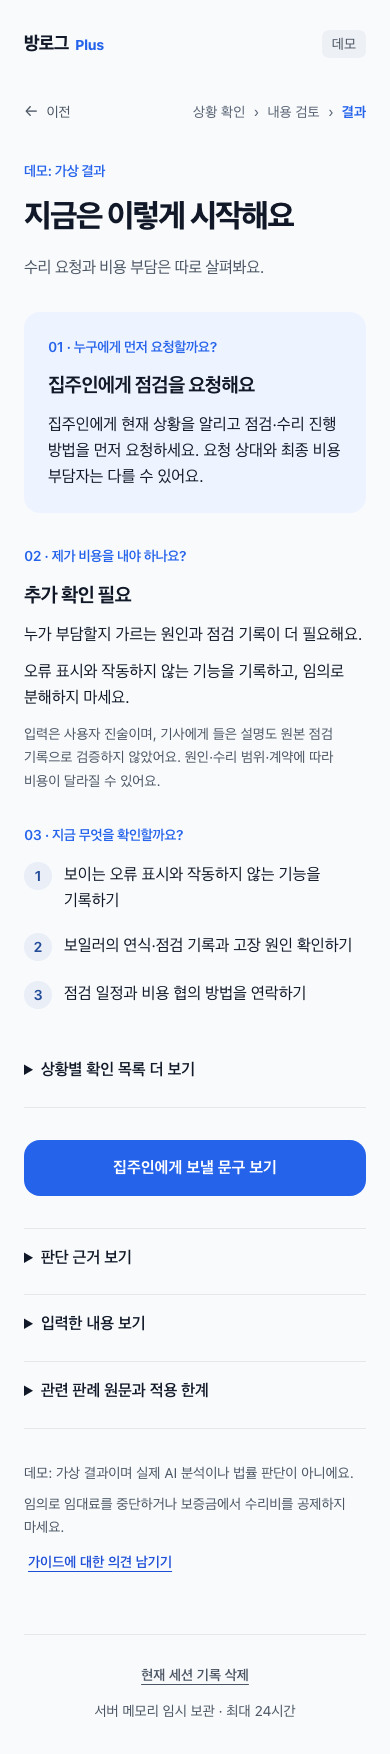 방로그 Plus
데모
← 이전
상황 확인 › 내용 검토 › 결과
데모: 가상 결과
지금은 이렇게 시작해요
수리 요청과 비용 부담은 따로 살펴봐요.
01 · 누구에게 먼저 요청할까요?
집주인에게 점검을 요청해요
집주인에게 현재 상황을 알리고 점검·수리 진행
방법을 먼저 요청하세요. 요청 상대와 최종 비용
부담자는 다를 수 있어요.
02 · 제가 비용을 내야 하나요?
추가 확인 필요
누가 부담할지 가르는 원인과 점검 기록이 더 필요해요.
오류 표시와 작동하지 않는 기능을 기록하고, 임의로
분해하지 마세요.
입력은 사용자 진술이며, 기사에게 들은 설명도 원본 점검
기록으로 검증하지 않았어요. 원인·수리 범위·계약에 따라
비용이 달라질 수 있어요.
03 · 지금 무엇을 확인할까요?
1 보이는 오류 표시와 작동하지 않는 기능을
기록하기
2 보일러의 연식·점검 기록과 고장 원인 확인하기
3 점검 일정과 비용 협의 방법을 연락하기
▶ 상황별 확인 목록 더 보기
집주인에게 보낼 문구 보기
▶ 판단 근거 보기
▶ 입력한 내용 보기
▶ 관련 판례 원문과 적용 한계
데모: 가상 결과이며 실제 AI 분석이나 법률 판단이 아니에요.
임의로 임대료를 중단하거나 보증금에서 수리비를 공제하지
마세요.
가이드에 대한 의견 남기기
현재 세션 기록 삭제
서버 메모리 임시 보관 · 최대 24시간